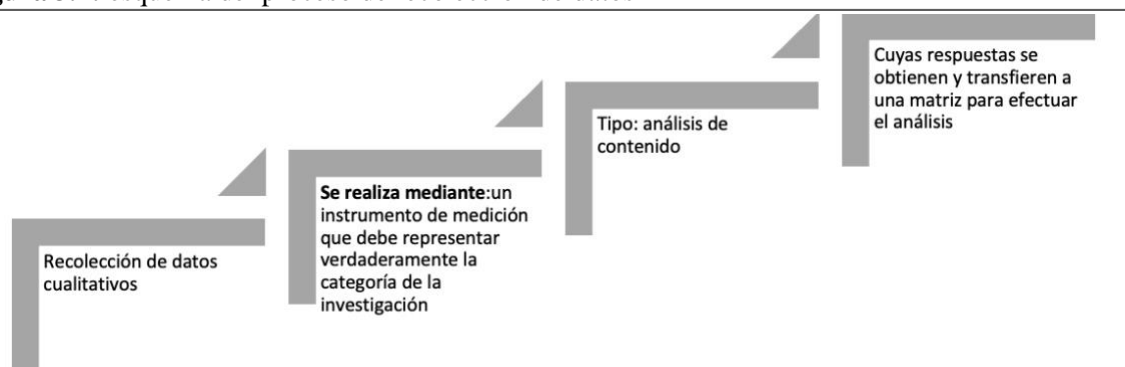 Recolección de datos
cualitativos
Se realiza mediante:un
instrumento de medición
que debe representar
verdaderamente la
categoría de la
investigación
Tipo: análisis de
contenido
Cuyas respuestas se
obtienen y transfieren a
una matriz para efectuar
el análisis